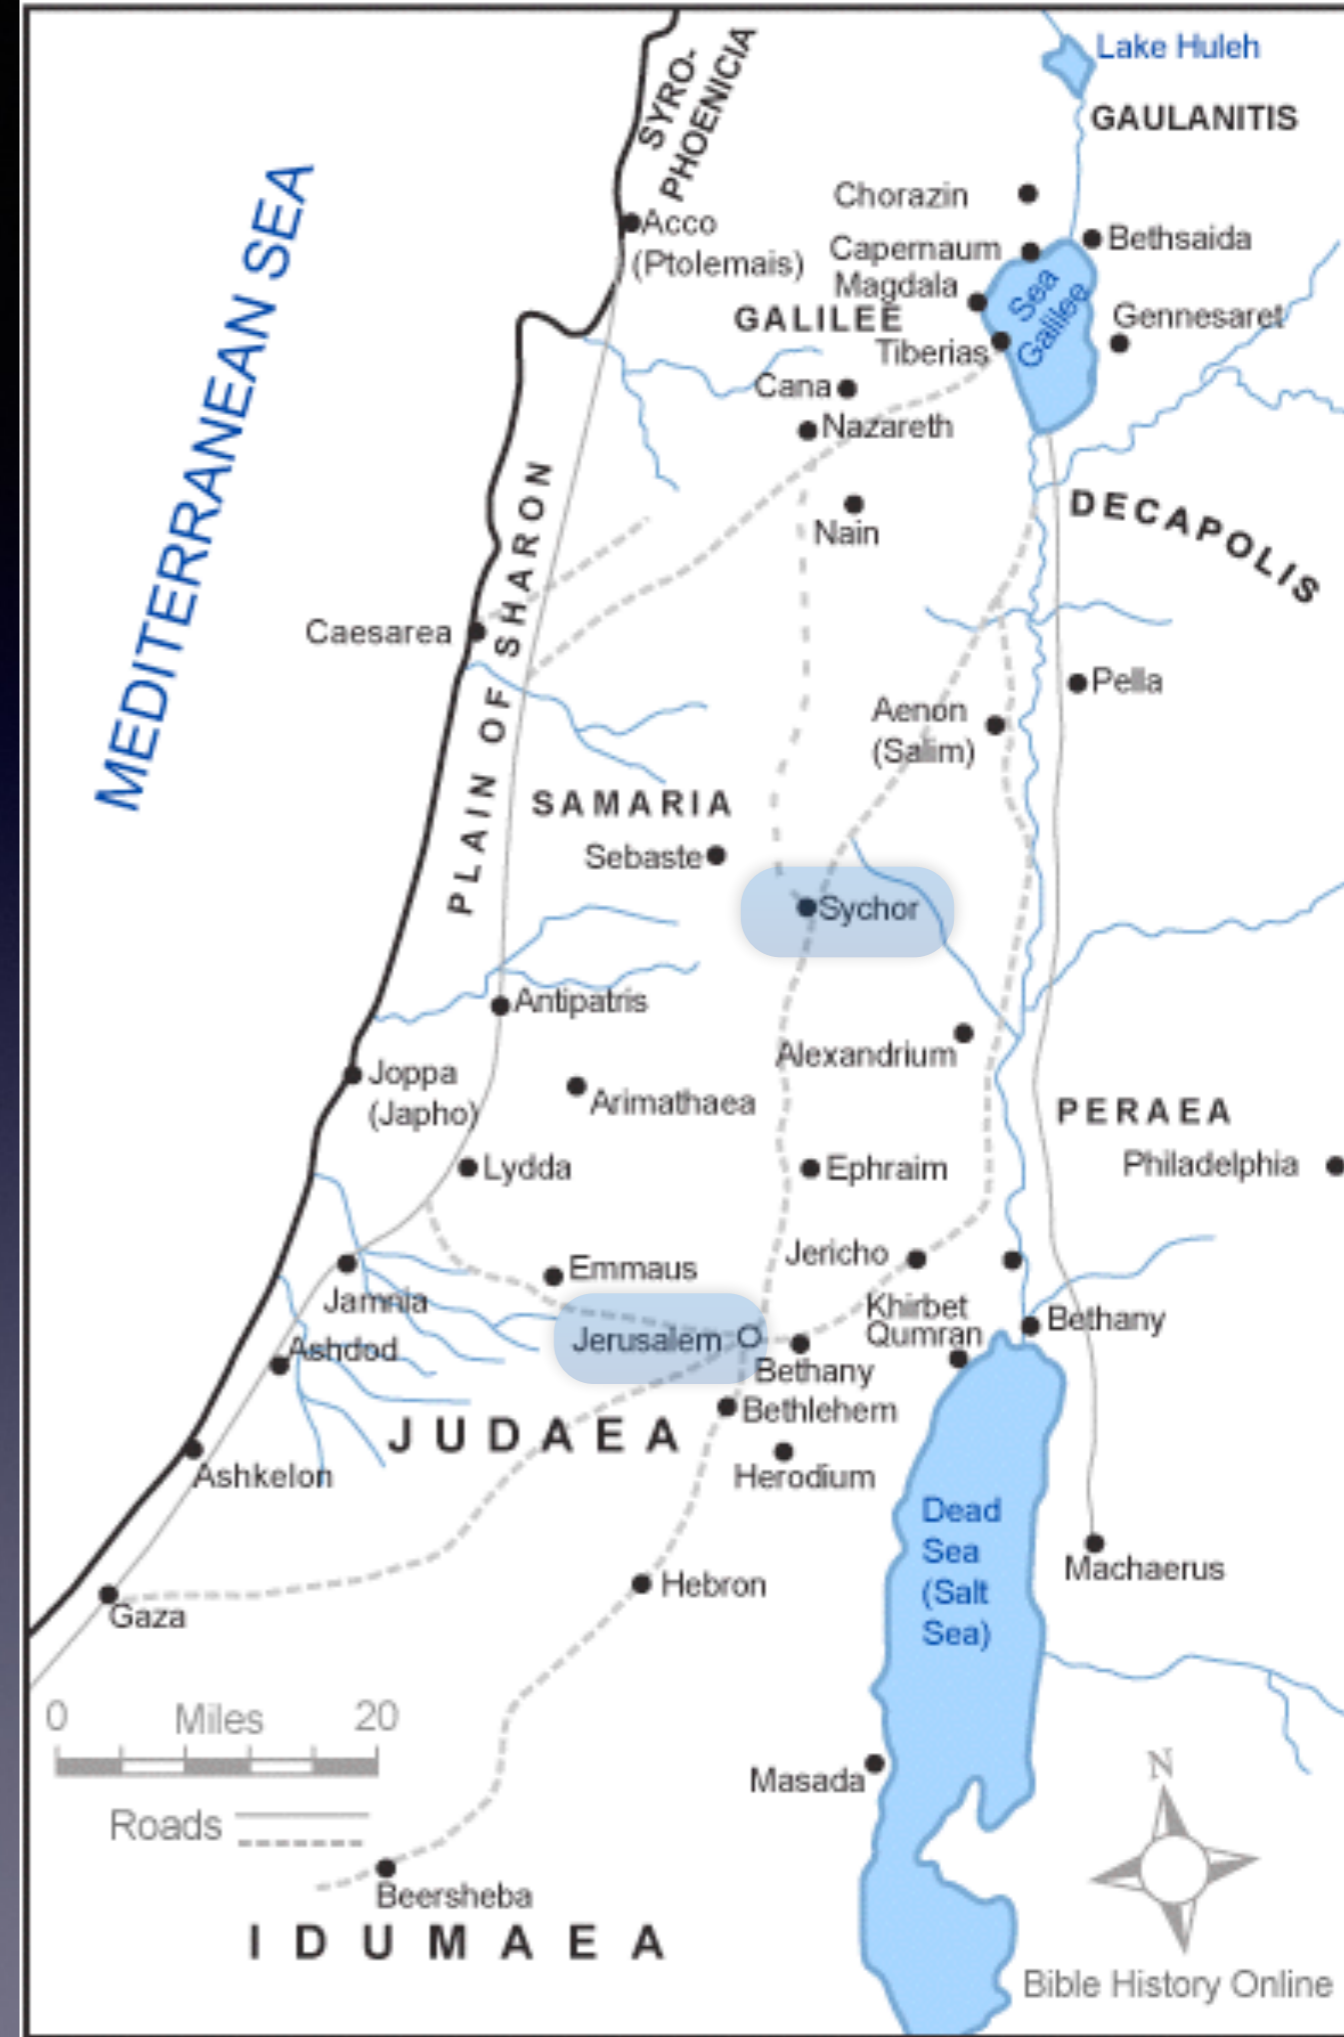 Lake Huleh
SYRO-
PHOENICIA
GAULANITIS
MEDITERRANEAN SEA
Chorazin
Acco
(Ptolemais)
Capernaum
Bethsaida
Magdala
Sea
Galilee
GALILEE
Gennesaret
Tiberias
Cana
Nazareth
DECAPOLIS
Nain
PLAIN OF SHARON
Caesarea
Pella
Aenon
(Salim)
SAMARIA
Sebaste
Sychor
Antipatris
Alexandrium
Joppa
(Japho)
Arimathaea
PERAEA
Lydda
Ephraim
Philadelphia
Jericho
Emmaus
Jamnia
Khirbet
Qumran
Bethany
Jerusalem
Ashdod
Bethany
Bethlehem
JUDAEA
Ashkelon
Herodium
Dead
Sea
(Salt
Sea)
Machaerus
Hebron
Gaza
0 Miles 20
Masada
N
Roads
Beersheba
IDUMAEA
Bible History Online